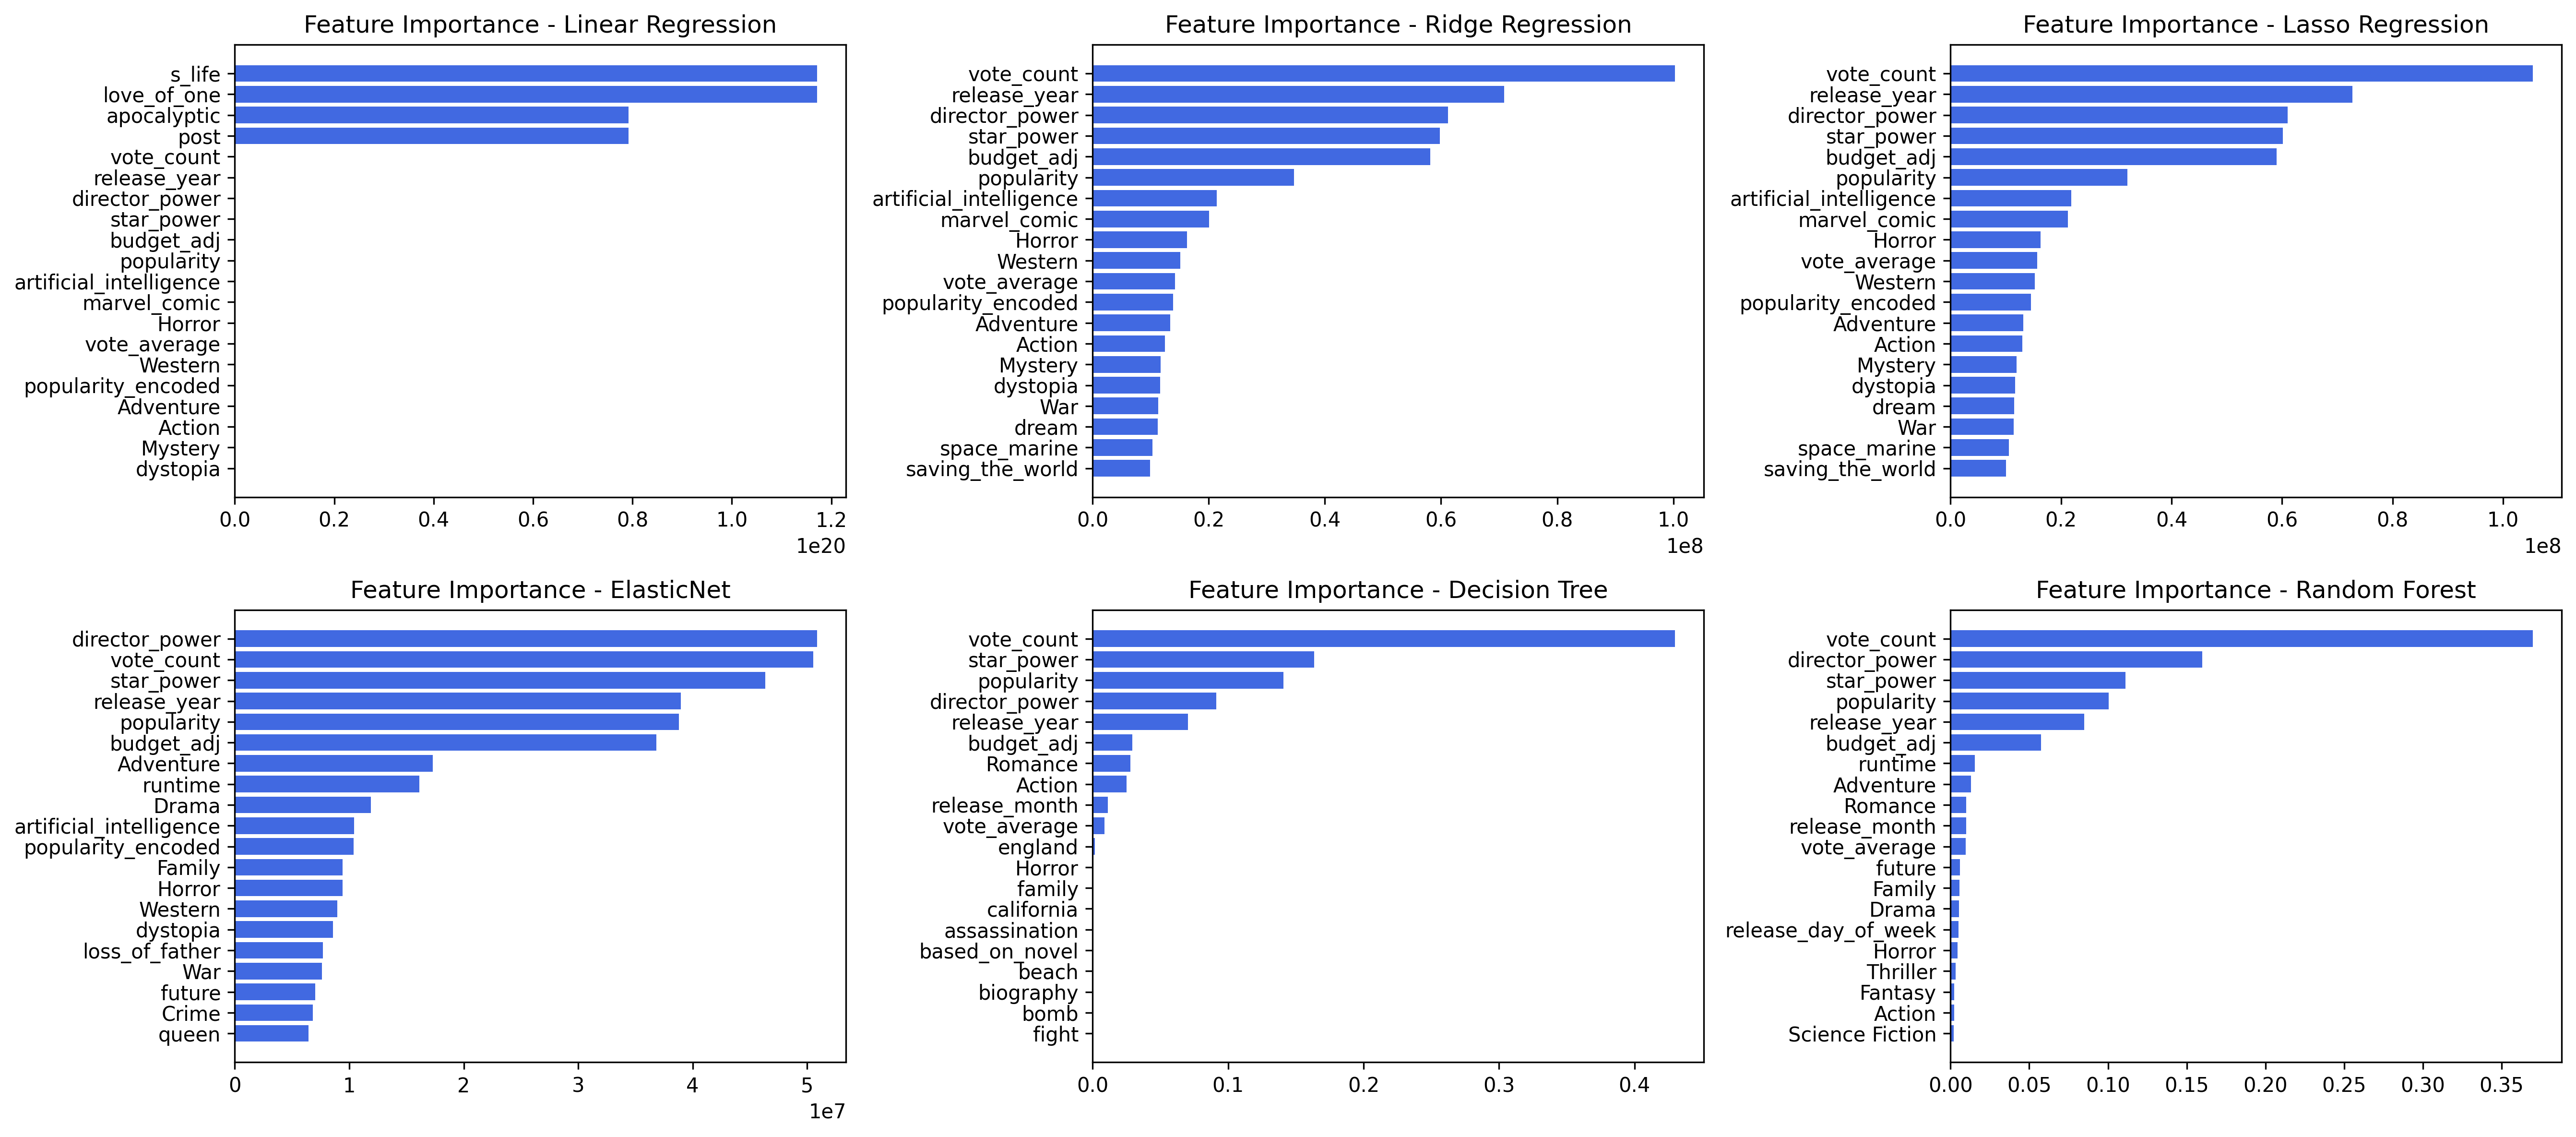 Feature Importance - Linear Regression
s_life
love_of_one
apocalyptic
post
vote_count
release_year
director_power
star_power
budget_adj
popularity
artificial_intelligence
marvel_comic
Horror
vote_average
Western
popularity_encoded
Adventure
Action
Mystery
dystopia
0.0 0.2 0.4 0.6 0.8 1.0 1.2
1e20
Feature Importance - Ridge Regression
vote_count
release_year
director_power
star_power
budget_adj
popularity
artificial_intelligence
marvel_comic
Horror
Western
vote_average
popularity_encoded
Adventure
Action
Mystery
dystopia
War
dream
space_marine
saving_the_world
0.0 0.2 0.4 0.6 0.8 1.0
1e8
Feature Importance - Lasso Regression
vote_count
release_year
director_power
star_power
budget_adj
popularity
artificial_intelligence
marvel_comic
Horror
vote_average
Western
popularity_encoded
Adventure
Action
Mystery
dystopia
dream
War
space_marine
saving_the_world
0.0 0.2 0.4 0.6 0.8 1.0
1e8
Feature Importance - ElasticNet
director_power
vote_count
star_power
release_year
popularity
budget_adj
Adventure
runtime
Drama
artificial_intelligence
popularity_encoded
Family
Horror
Western
dystopia
loss_of_father
War
future
Crime
queen
0 1 2 3 4 5
1e7
Feature Importance - Decision Tree
vote_count
star_power
popularity
director_power
release_year
budget_adj
Romance
Action
release_month
vote_average
england
Horror
family
california
assassination
based_on_novel
beach
biography
bomb
fight
0.0 0.1 0.2 0.3 0.4
Feature Importance - Random Forest
vote_count
director_power
star_power
popularity
release_year
budget_adj
runtime
Adventure
Romance
release_month
vote_average
future
Family
Drama
release_day_of_week
Horror
Thriller
Fantasy
Action
Science Fiction
0.00 0.05 0.10 0.15 0.20 0.25 0.30 0.35